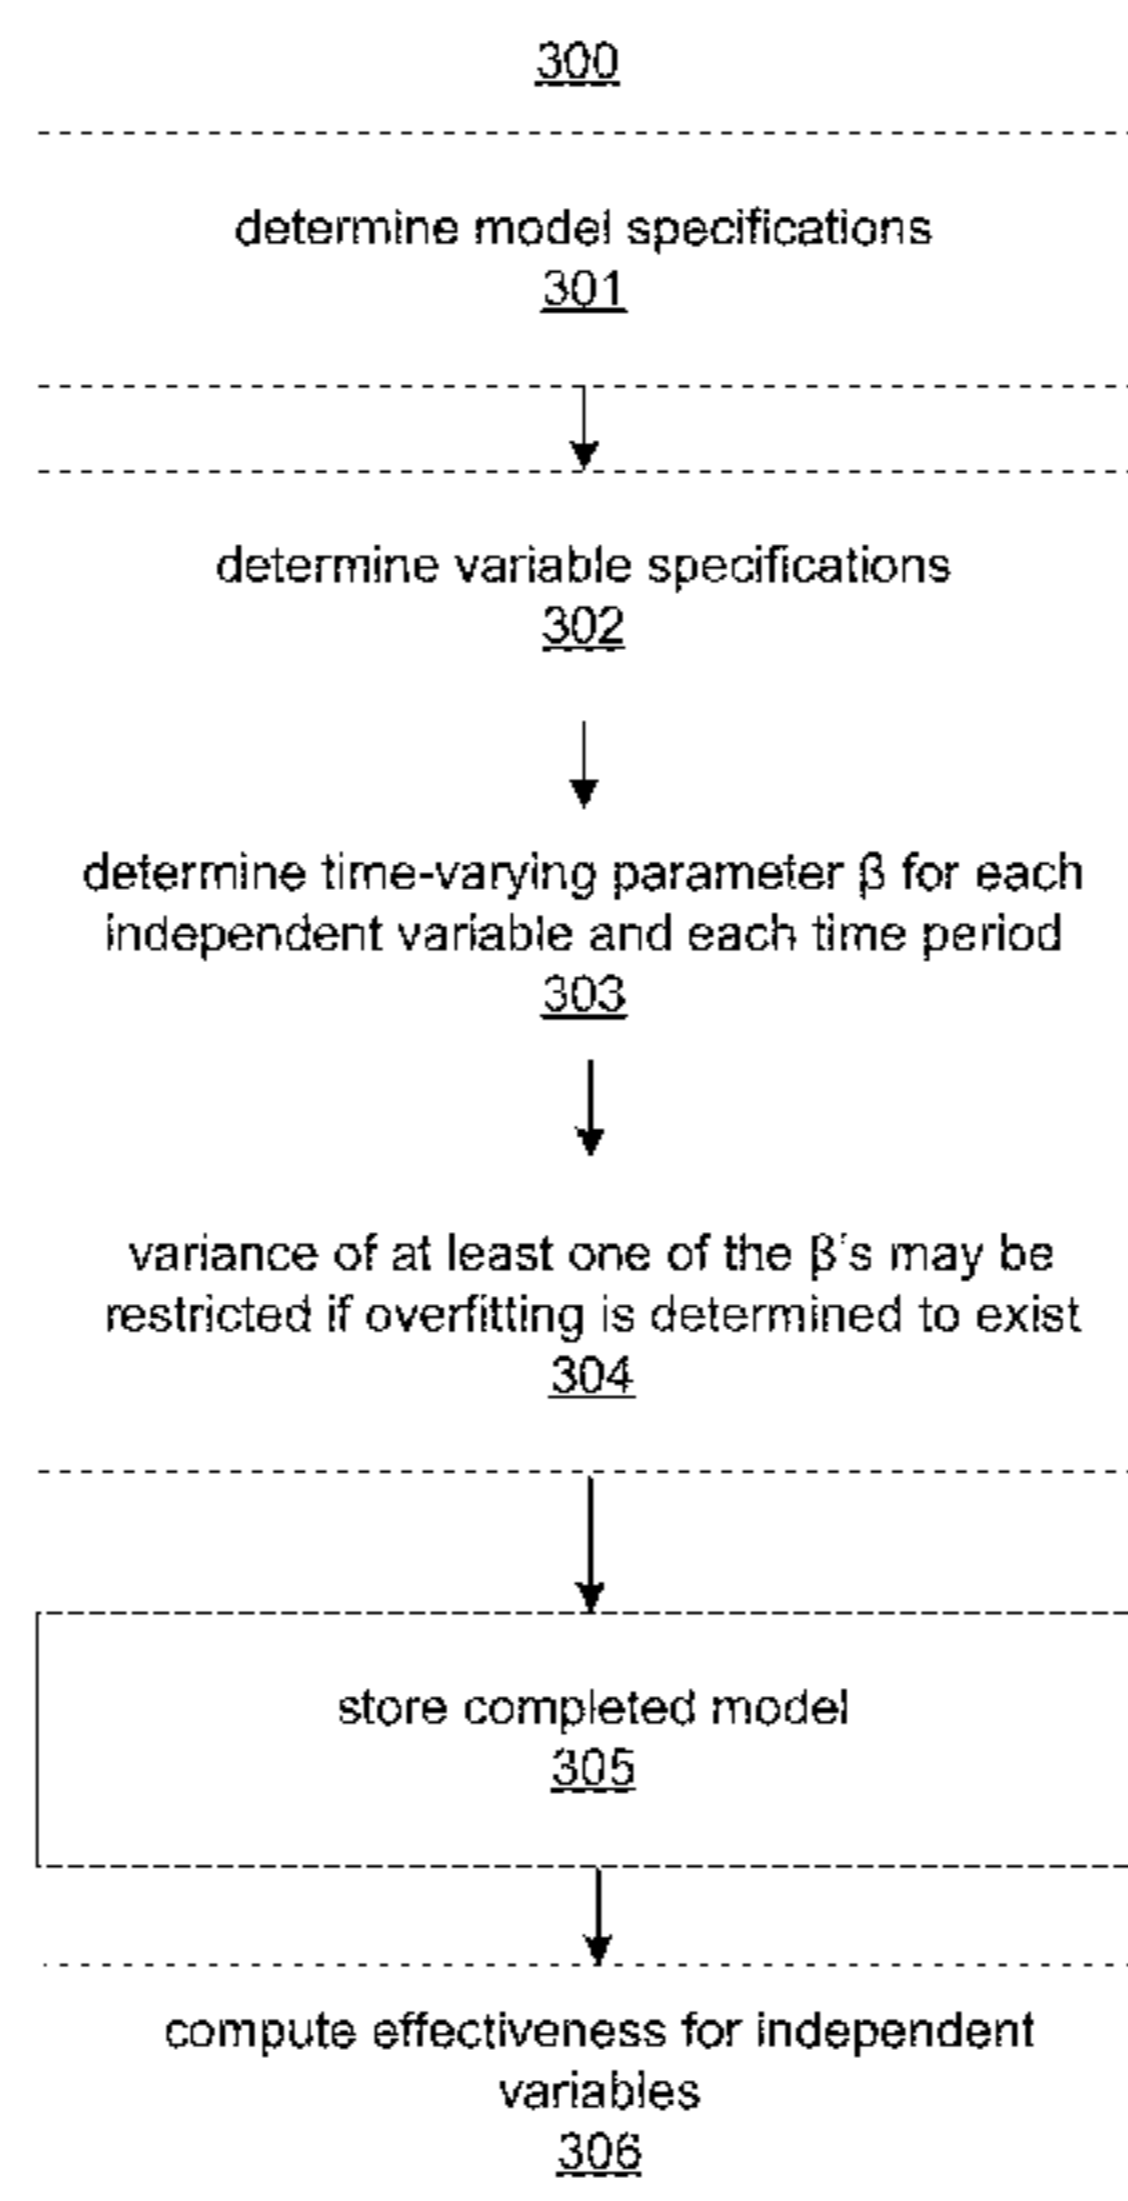 300
determine model specifications
301
determine variable specifications
302
determine time-varying parameter β for each
independent variable and each time period
303
variance of at least one of the β's may be
restricted if overfitting is determined to exist
304
store completed model
305
compute effectiveness for independent
variables
306